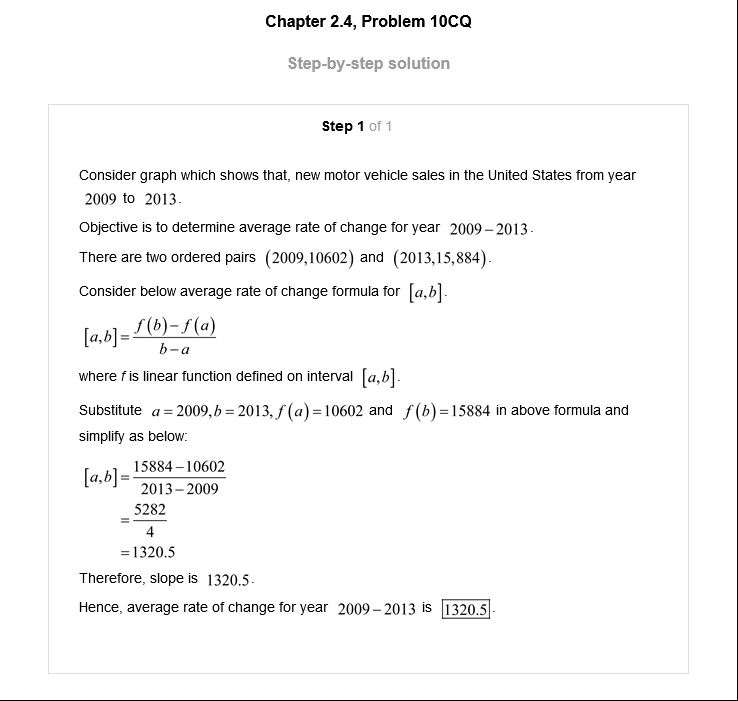 Chapter 2.4, Problem 10CQ
Step-by-step solution
Step 1 of 1
Consider graph which shows that, new motor vehicle sales in the United States from year
2009 to 2013.
Objective is to determine average rate of change for year 2009–2013.
There are two ordered pairs (2009,10602) and (2013,15,884).
Consider below average rate of change formula for [a,b].
[a,b]=
f(b)–f(a)
b–a
where f is linear function defined on interval [a,b].
Substitute a=2009,b=2013,f(a)=10602 and f(b)=15884 in above formula and
simplify as below:
[a,b]=
15884–10602
2013–2009
=
5282
4
=1320.5
Therefore, slope is 1320.5.
Hence, average rate of change for year 2009–2013 is 1320.5.